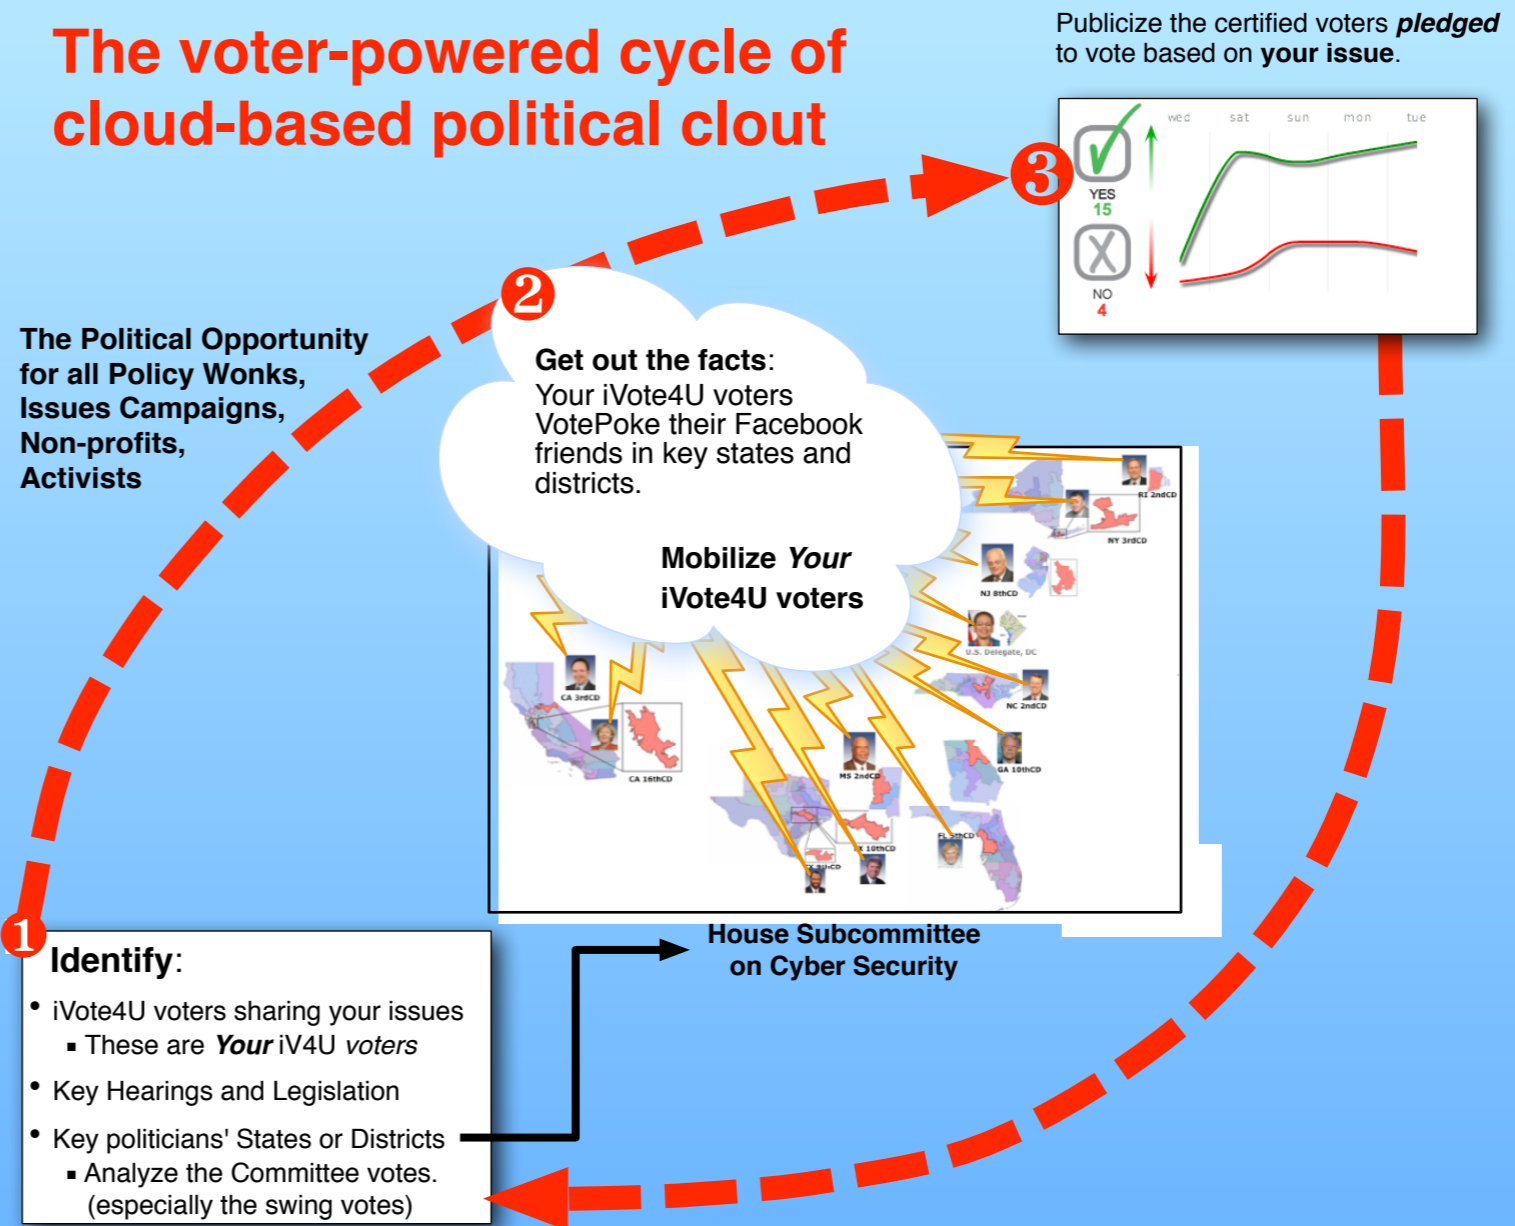 The voter-powered cycle of
cloud-based political clout
Publicize the certified voters pledged
to vote based on your issue.
3
wed sat sun mon tue
YES
15
NO
4
2
The Political Opportunity
for all Policy Wonks,
Issues Campaigns,
Non-profits,
Activists
Get out the facts:
Your iVote4U voters
VotePoke their Facebook
friends in key states and
districts.
Mobilize Your
iVote4U voters
RI 2ndCD
NY 3rdCD
NJ 8thCD
U.S. Delegate, DC
CA 3rdCD
NC 2ndCD
CA 16thCD
MS 2ndCD
GA 10thCD
FL 5thCD
10thCD
House Subcommittee
on Cyber Security
1
Identify:
• iVote4U voters sharing your issues
▪ These are Your iV4U voters
• Key Hearings and Legislation
• Key politicians' States or Districts
▪ Analyze the Committee votes.
(especially the swing votes)